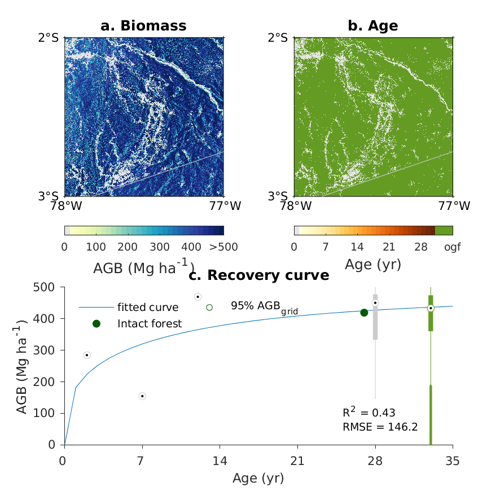 a. Biomass
b. Age
2°S
2°S
3°S
3°S
78°W
77°W
78°W
77°W
0 100 200 300 400 >500
0 7 14 21 28 ogf
AGB (Mg ha⁻¹)
Age (yr)
c. Recovery curve
500
400
300
200
100
0
AGB (Mg ha⁻¹)
fitted curve
95% AGB_grid
Intact forest
R² = 0.43
RMSE = 146.2
0 7 14 21 28 35
Age (yr)